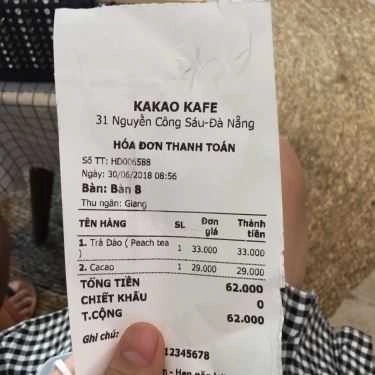 KAKAO KAFE
31 Nguyễn Công Sáu-Đà Nẵng
HÓA ĐƠN THANH TOÁN
Số TT: HD006588
Ngày: 30/06/2018 08:56
Bàn: Bàn 8
Thu ngân: Giang
TÊN HÀNG SL Đơn giá Thành tiền
1. Trà Đào ( Peach tea ) 1 33.000 33.000
2. Cacao 1 29.000 29.000
TỔNG TIỀN 62.000
CHIẾT KHẤU 0
T.CỘNG 62.000
Ghi chú:
12345678